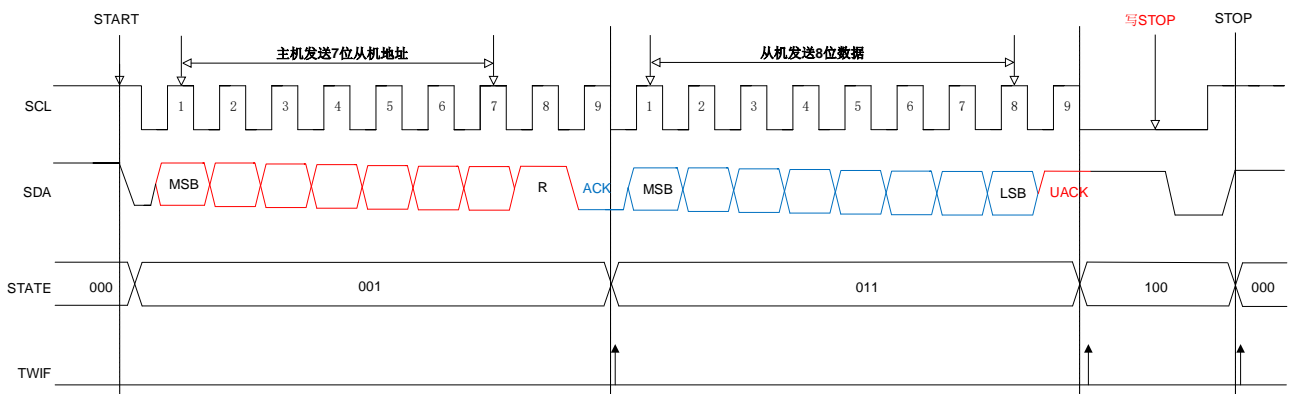 START 写STOP STOP
主机发送7位从机地址 从机发送8位数据
SCL 1 2 3 4 5 6 7 8 9 1 2 3 4 5 6 7 8 9
SDA MSB R ACK MSB LSB UACK
STATE 000 001 011 100 000
TWIF